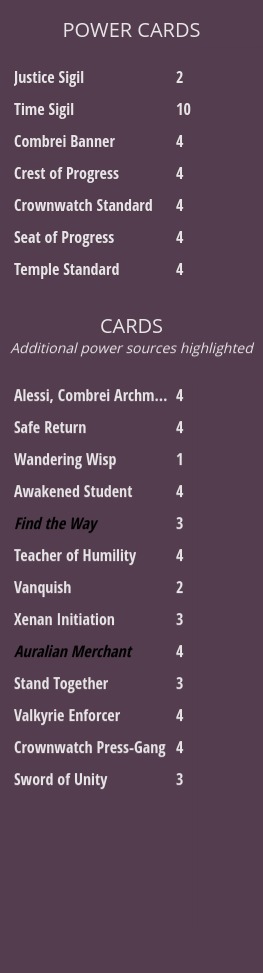 POWER CARDS
Justice Sigil 2
Time Sigil 10
Combrei Banner 4
Crest of Progress 4
Crownwatch Standard 4
Seat of Progress 4
Temple Standard 4
CARDS
Additional power sources highlighted
Alessi, Combrei Archm... 4
Safe Return 4
Wandering Wisp 1
Awakened Student 4
Find the Way 3
Teacher of Humility 4
Vanquish 2
Xenan Initiation 3
Auralian Merchant 4
Stand Together 3
Valkyrie Enforcer 4
Crownwatch Press-Gang 4
Sword of Unity 3